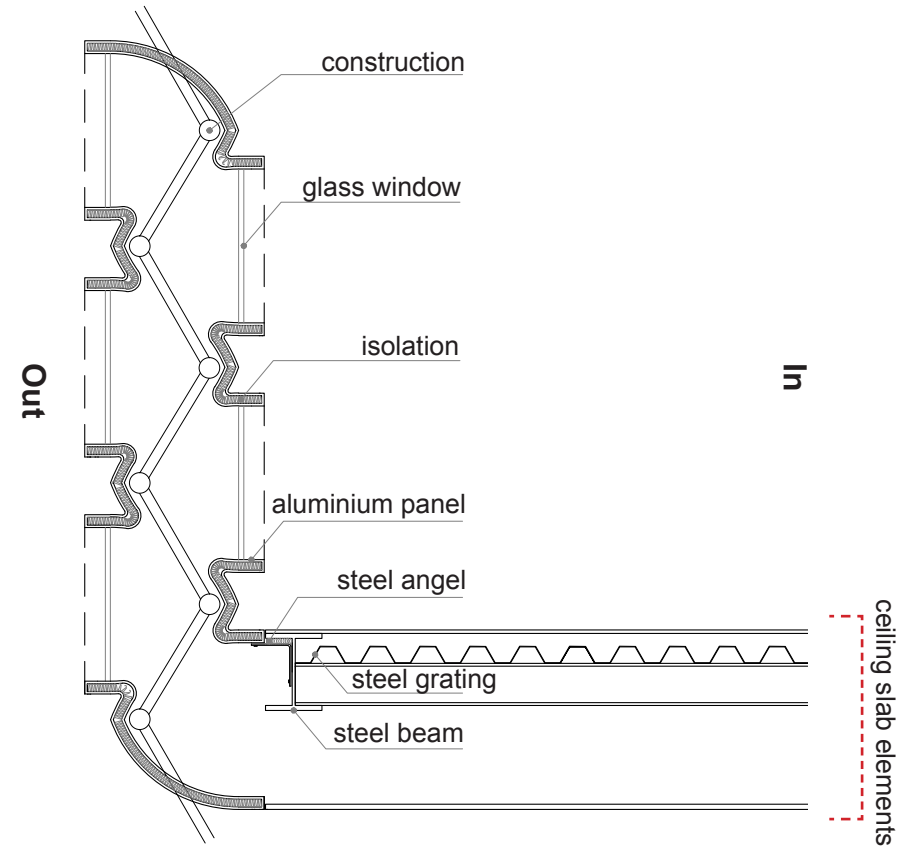 construction
glass window
isolation
Out
In
aluminium panel
steel angel
steel grating
steel beam
ceiling slab elements